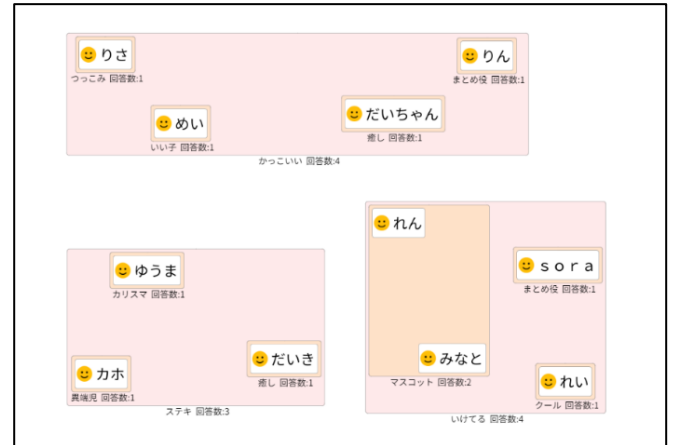 りさ
つっこみ 回答数:1
りん
まとめ役 回答数:1
めい
いい子 回答数:1
だいちゃん
癒し 回答数:1
かっこいい 回答数:4
ゆうま
カリスマ 回答数:1
カホ
異端児 回答数:1
だいき
癒し 回答数:1
ステキ 回答数:3
れん
みなと
マスコット 回答数:2
ｓｏｒａ
まとめ役 回答数:1
れい
クール 回答数:1
いけてる 回答数:4